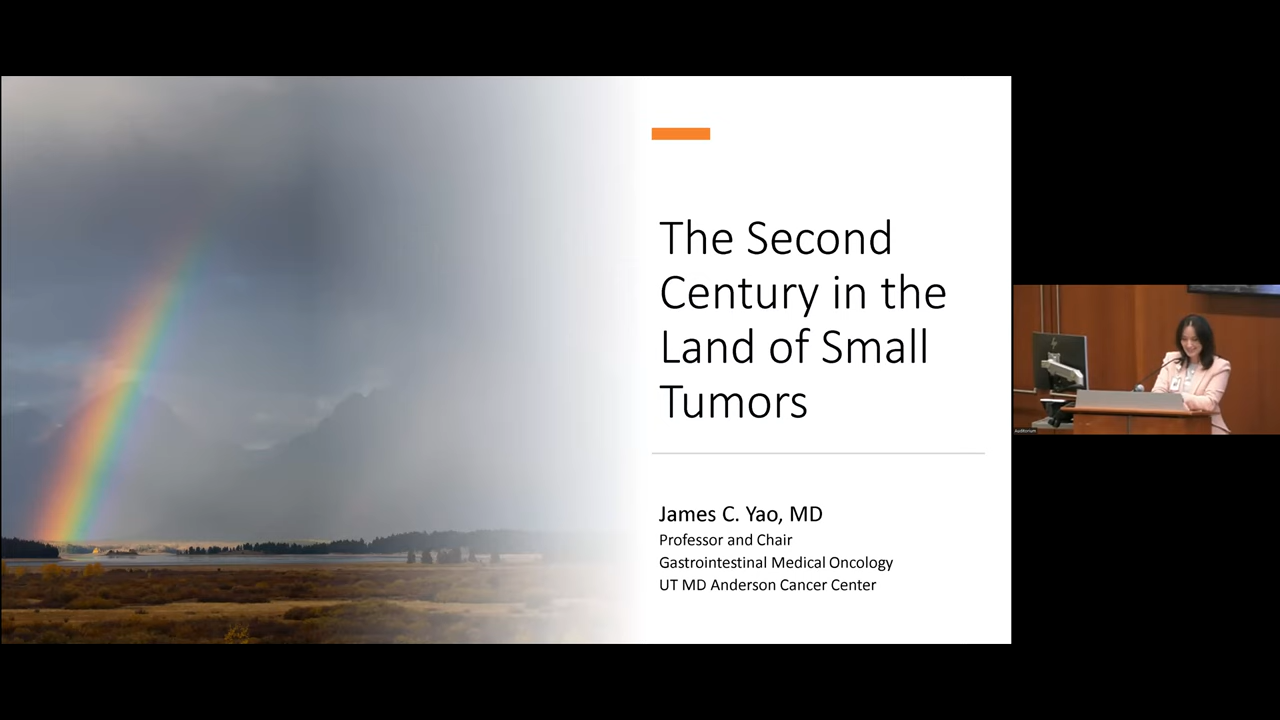 The Second
Century in the
Land of Small
Tumors
James C. Yao, MD
Professor and Chair
Gastrointestinal Medical Oncology
UT MD Anderson Cancer Center
Auditorium